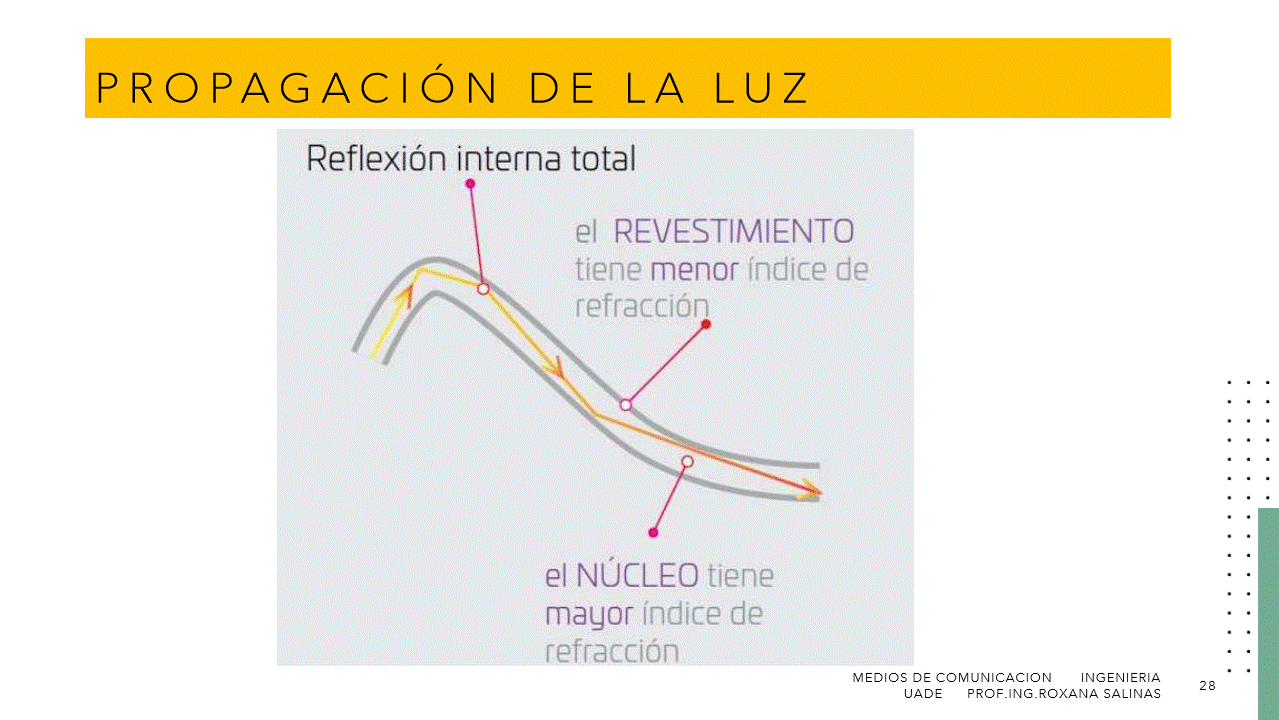 PROPAGACIÓN DE LA LUZ
Reflexión interna total
el REVESTIMIENTO
tiene menor índice de
refracción
el NÚCLEO tiene
mayor índice de
refracción
MEDIOS DE COMUNICACION INGENIERIA
UADE PROF.ING.ROXANA SALINAS
28